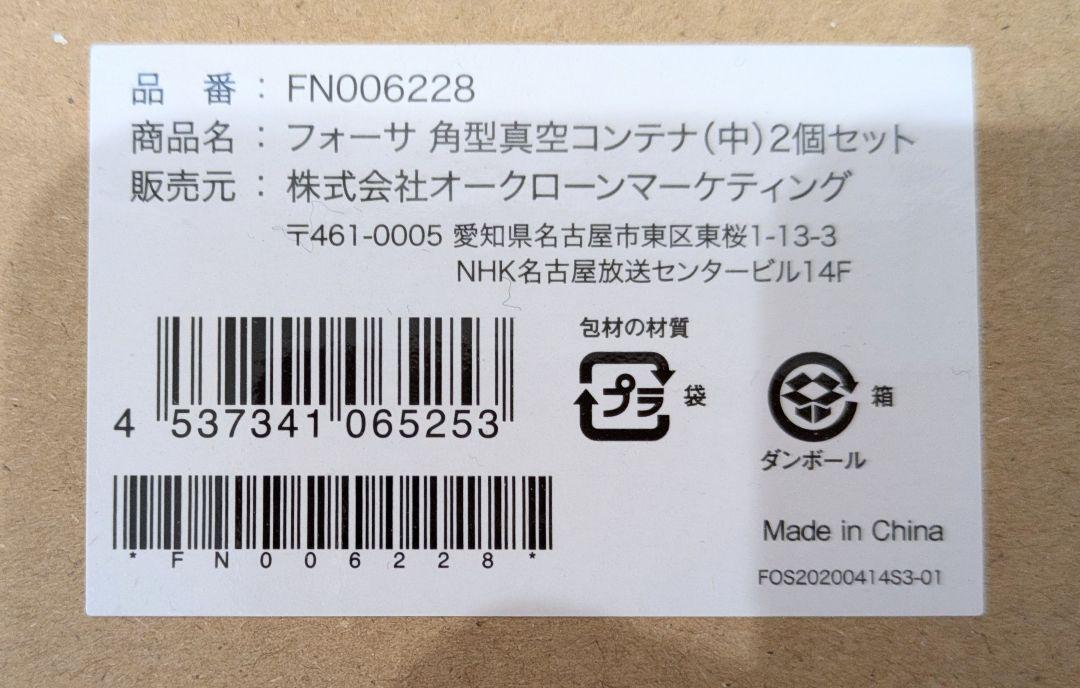 品 番 : FN006228
商品名 : フォーサ 角型真空コンテナ(中)2個セット
販売元 : 株式会社オークローンマーケティング
〒461-0005 愛知県名古屋市東区東桜1-13-3
NHK名古屋放送センタービル14F
包材の材質
プラ 袋
箱
ダンボール
4 537341 065253
*FN006228*
Made in China
FOS20200414S3-01